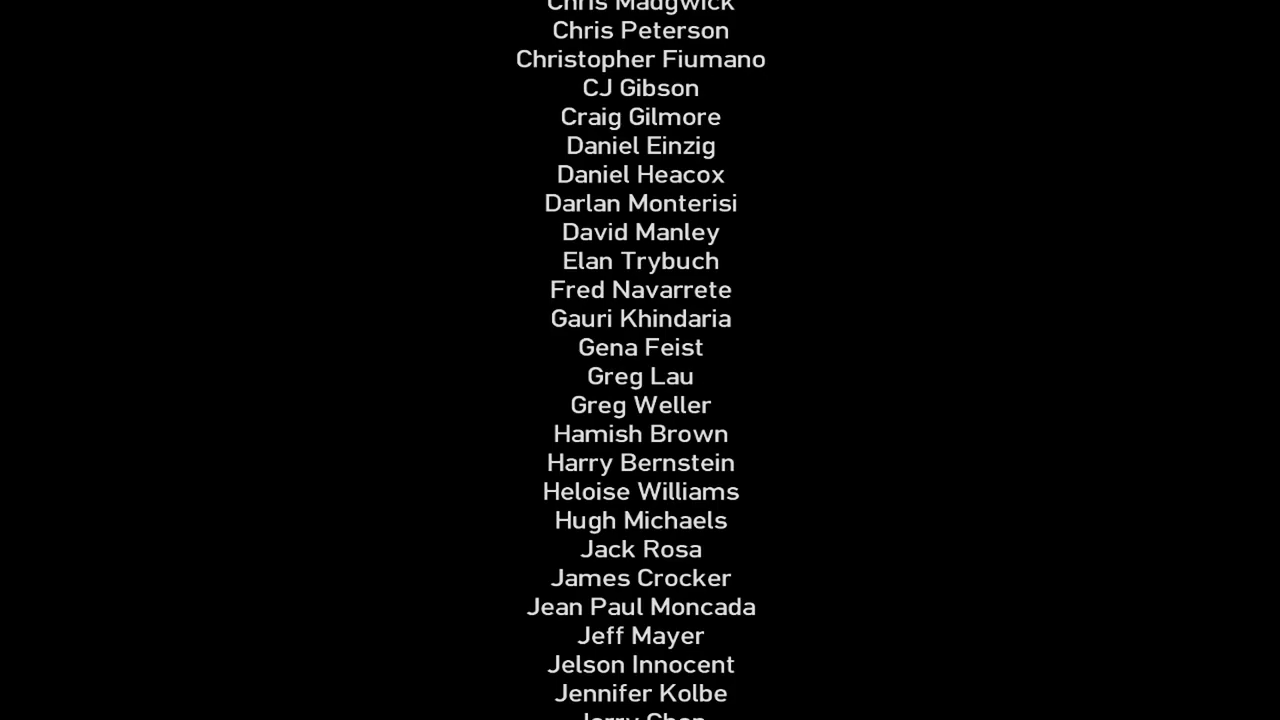 Chris Madgwick
Chris Peterson
Christopher Fiumano
CJ Gibson
Craig Gilmore
Daniel Einzig
Daniel Heacox
Darlan Monterisi
David Manley
Elan Trybuch
Fred Navarrete
Gauri Khindaria
Gena Feist
Greg Lau
Greg Weller
Hamish Brown
Harry Bernstein
Heloise Williams
Hugh Michaels
Jack Rosa
James Crocker
Jean Paul Moncada
Jeff Mayer
Jelson Innocent
Jennifer Kolbe